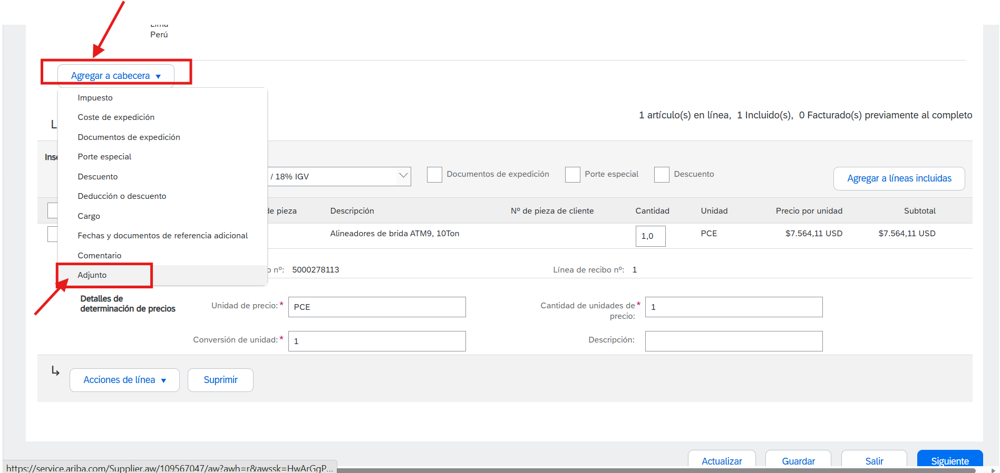 Lima
Perú
Agregar a cabecera
Impuesto
Coste de expedición
Documentos de expedición
Porte especial
Descuento
Deducción o descuento
Cargo
Fechas y documentos de referencia adicional
Comentario
Adjunto
1 artículo(s) en línea, 1 Incluido(s), 0 Facturado(s) previamente al completo
/ 18% IGV
Documentos de expedición
Porte especial
Descuento
Agregar a líneas incluidas
de pieza Descripción Nº de pieza de cliente Cantidad Unidad Precio por unidad Subtotal
Alineadores de brida ATM9, 10Ton 1,0 PCE $7.564,11 USD $7.564,11 USD
nº: 5000278113 Línea de recibo nº: 1
Detalles de
determinación de precios
Unidad de precio:* PCE
Cantidad de unidades de*
precio:
1
Conversión de unidad:* 1
Descripción:
Acciones de línea Suprimir
Actualizar Guardar Salir Siguiente
https://service.ariba.com/Supplier.aw/109567047/aw?awh=r&awssk=HwArGgP...